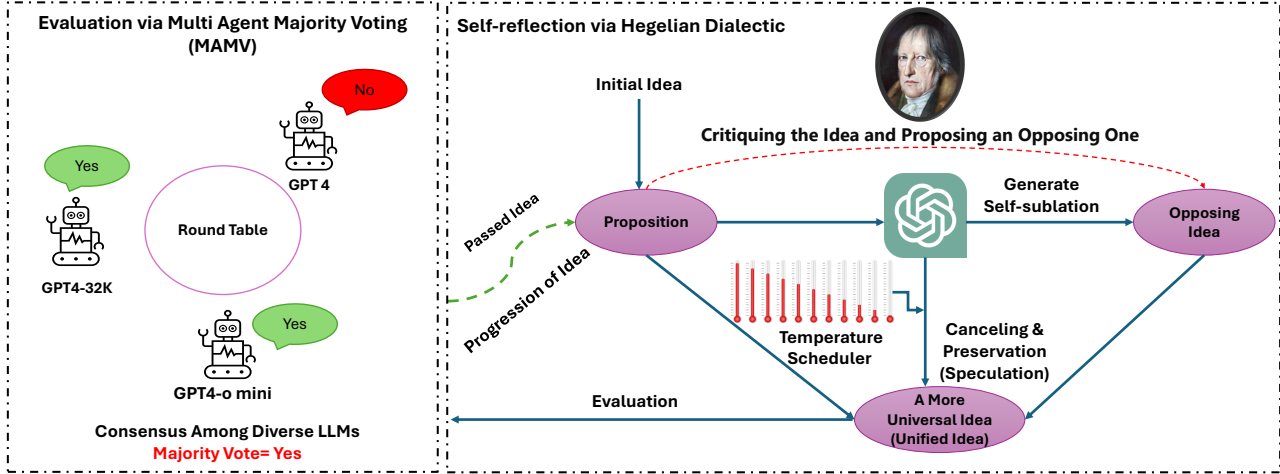 Evaluation via Multi Agent Majority Voting
(MAMV)
No
GPT 4
Yes
GPT4-32K
Round Table
Yes
GPT4-o mini
Consensus Among Diverse LLMs
Majority Vote= Yes
Self-reflection via Hegelian Dialectic
Initial Idea
Critiquing the Idea and Proposing an Opposing One
Passed Idea
Progression of Idea
Proposition
Generate
Self-sublation
Opposing
Idea
Temperature
Scheduler
Canceling &
Preservation
(Speculation)
Evaluation
A More
Universal Idea
(Unified Idea)